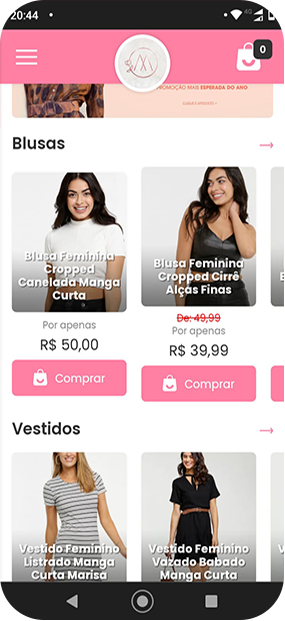 20:44
4G
0
PROMOÇÃO MAIS ESPERADA DO ANO
Blusas
Blusa Feminina
Cropped
Canelada Manga
Curta
Por apenas
R$ 50,00
Comprar
Blusa Feminina
Cropped Cirrê
Alças Finas
De: 49,99
Por apenas
R$ 39,99
Comprar
Vestidos
Vestido Feminino
Listrado Manga
Curta Marisa
Vestido Feminino
Vazado Babado
Manga Curta